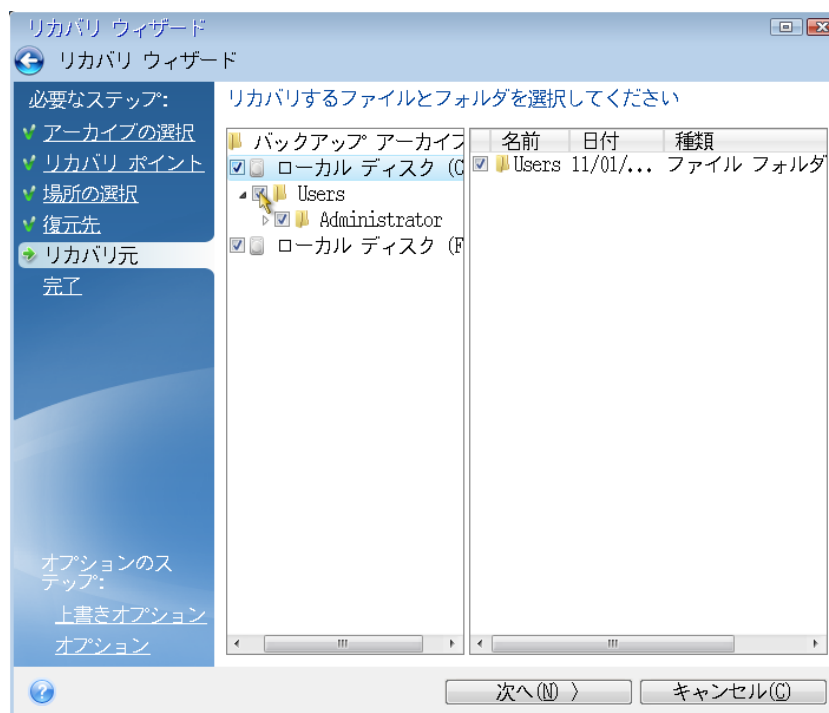 リカバリ ウィザード
リカバリ ウィザード
必要なステップ:
アーカイブの選択
リカバリ ポイント
場所の選択
復元先
リカバリ元
完了
オプションのス
テップ:
上書きオプション
オプション
リカバリするファイルとフォルダを選択してください
バックアップ アーカイブ
ローカル ディスク (C
Users
Administrator
ローカル ディスク (F
名前 日付 種類
Users 11/01/... ファイル フォルダ
次へ(N) 〉 キャンセル(C)